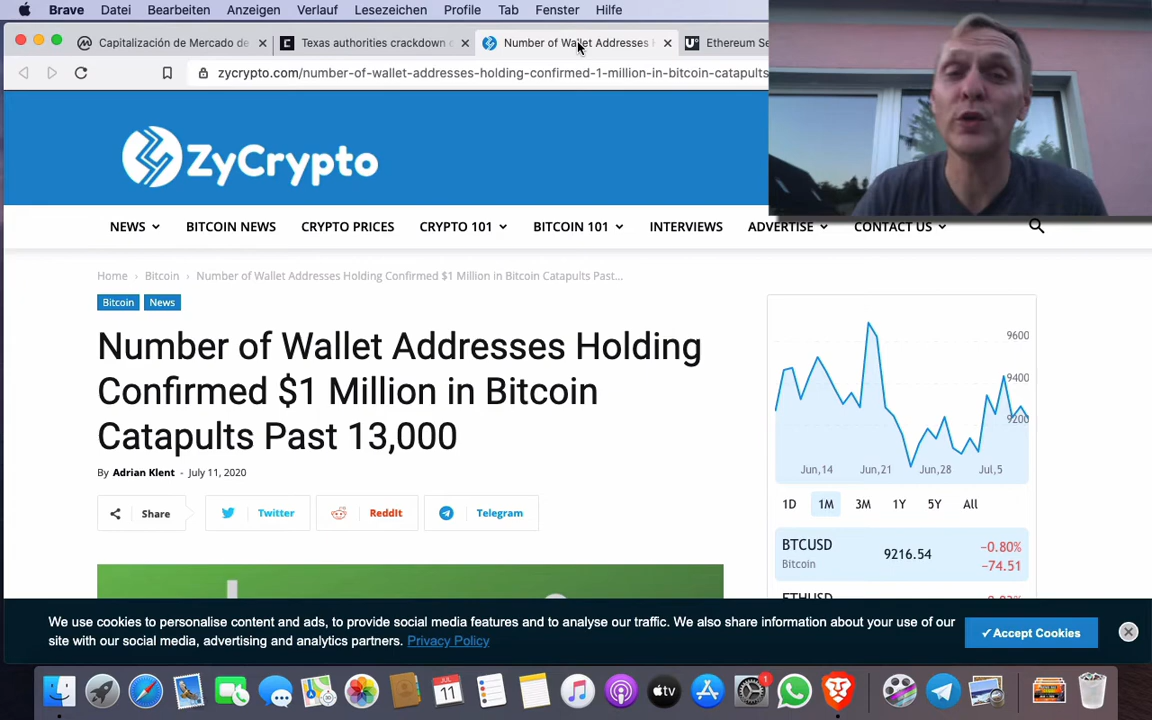 Brave Datei Bearbeiten Anzeigen Verlauf Lesezeichen Profile Tab Fenster Hilfe
Capitalización de Mercado de
Texas authorities crackdown
Number of Wallet Addresses
Ethereum Se
zycrypto.com/number-of-wallet-addresses-holding-confirmed-1-million-in-bitcoin-catapults
ZyCrypto
NEWS BITCOIN NEWS CRYPTO PRICES CRYPTO 101 BITCOIN 101 INTERVIEWS ADVERTISE CONTACT US
Home › Bitcoin › Number of Wallet Addresses Holding Confirmed $1 Million in Bitcoin Catapults Past...
Bitcoin News
Number of Wallet Addresses Holding
Confirmed $1 Million in Bitcoin
Catapults Past 13,000
By Adrian Klent - July 11, 2020
Share Twitter ReddIt Telegram
9600
9400
9200
Jun,14 Jun,21 Jun,28 Jul,5
1D 1M 3M 1Y 5Y All
BTCUSD
Bitcoin
9216.54
−0.80%
−74.51
ETHUSD
We use cookies to personalise content and ads, to provide social media features and to analyse our traffic. We also share information about your use of our
site with our social media, advertising and analytics partners. Privacy Policy
✓Accept Cookies
JUL
11
tv
1